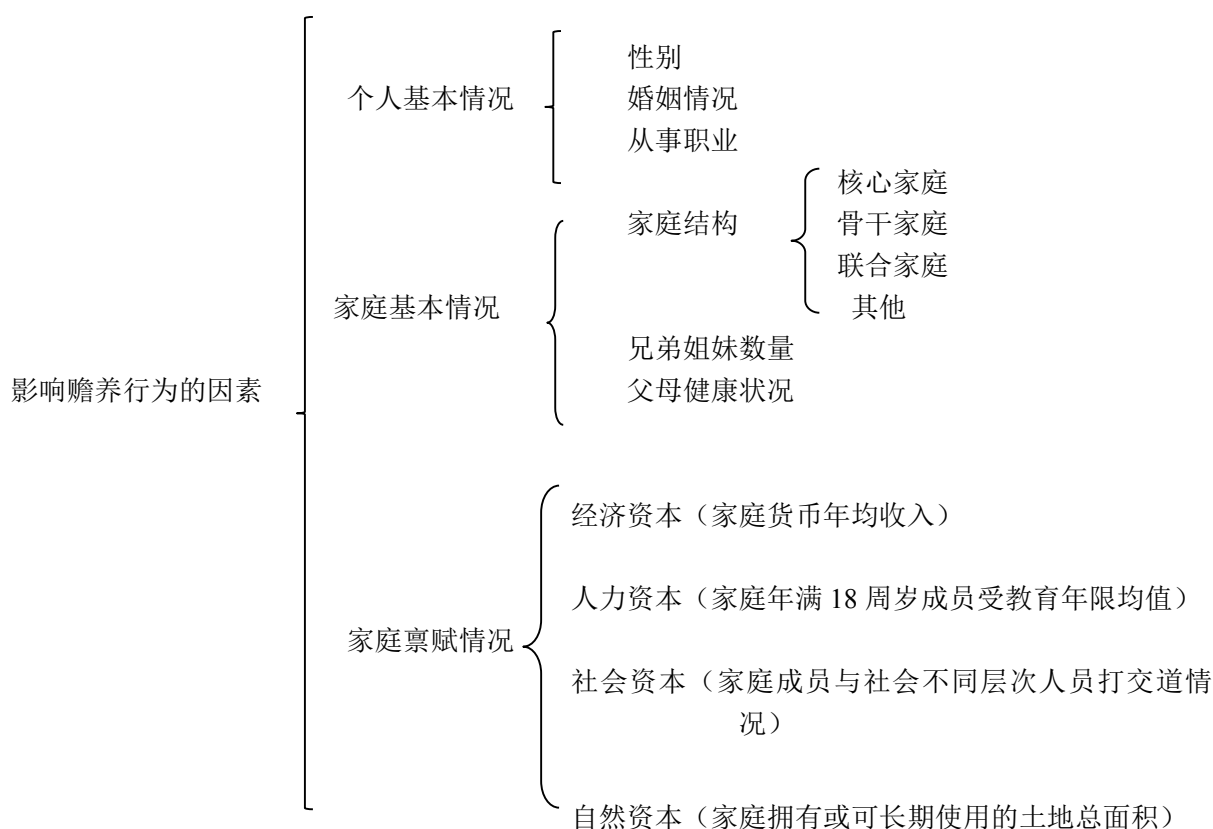 影响赡养行为的因素
个人基本情况
性别
婚姻情况
从事职业
家庭基本情况
家庭结构
核心家庭
骨干家庭
联合家庭
其他
兄弟姐妹数量
父母健康状况
家庭禀赋情况
经济资本（家庭货币年均收入）
人力资本（家庭年满 18 周岁成员受教育年限均值）
社会资本（家庭成员与社会不同层次人员打交道情
况）
自然资本（家庭拥有或可长期使用的土地总面积）